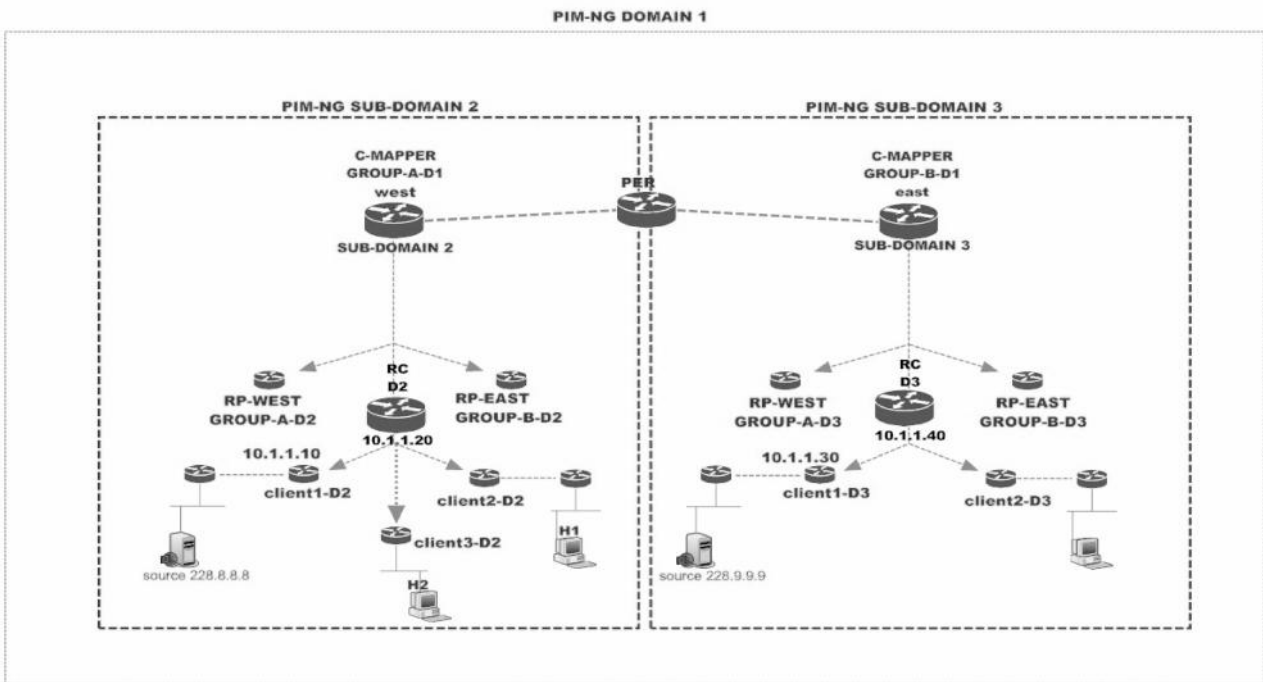 PIM-NG DOMAIN 1
PIM-NG SUB-DOMAIN 2
C-MAPPER
GROUP-A-D1
west
SUB-DOMAIN 2
PER
PIM-NG SUB-DOMAIN 3
C-MAPPER
GROUP-B-D1
east
SUB-DOMAIN 3
RP-WEST
GROUP-A-D2
RC
D2
10.1.1.20
RP-EAST
GROUP-B-D2
10.1.1.10
client1-D2
client2-D2
client3-D2
source 228.8.8.8
H2
H1
RP-WEST
GROUP-A-D3
RC
D3
10.1.1.40
RP-EAST
GROUP-B-D3
10.1.1.30
client1-D3
client2-D3
source 228.9.9.9